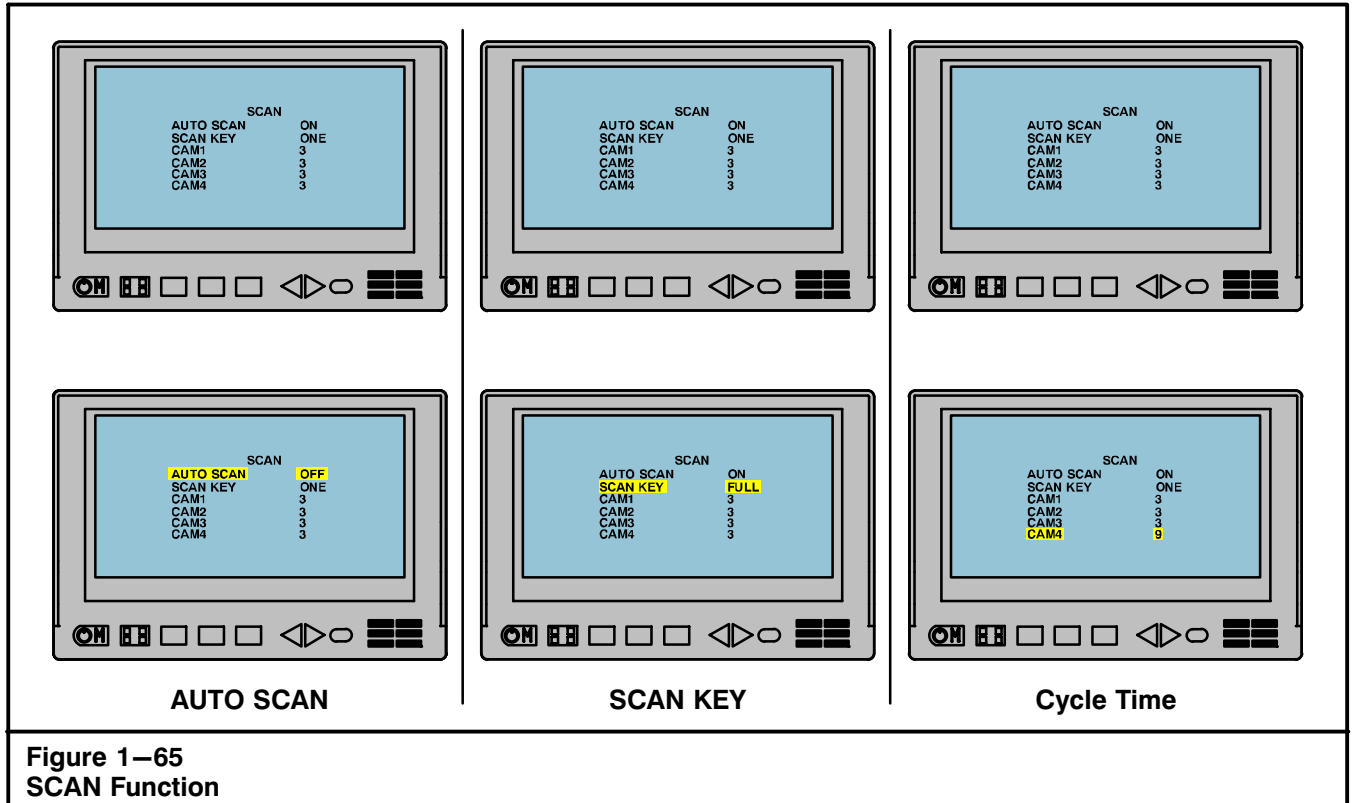 SCAN
AUTO SCAN ON
SCAN KEY ONE
CAM1 3
CAM2 3
CAM3 3
CAM4 3
SCAN
AUTO SCAN ON
SCAN KEY ONE
CAM1 3
CAM2 3
CAM3 3
CAM4 3
SCAN
AUTO SCAN ON
SCAN KEY ONE
CAM1 3
CAM2 3
CAM3 3
CAM4 3
M
M
M
SCAN
AUTO SCAN OFF
SCAN KEY ONE
CAM1 3
CAM2 3
CAM3 3
CAM4 3
SCAN
AUTO SCAN ON
SCAN KEY FULL
CAM1 3
CAM2 3
CAM3 3
CAM4 3
SCAN
AUTO SCAN ON
SCAN KEY ONE
CAM1 3
CAM2 3
CAM3 3
CAM4 9
M
M
M
AUTO SCAN
SCAN KEY
Cycle Time
Figure 1–65
SCAN Function